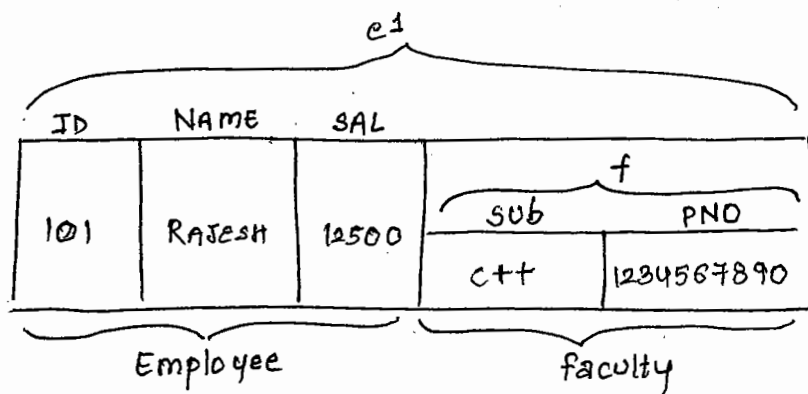 e1
ID NAME SAL
f
101 RAJESH 12500
SUb PNO
C++ 1234567890
Employee faculty